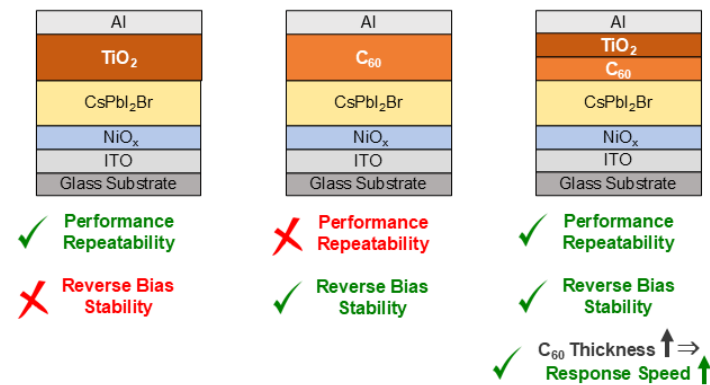 Al
TiO₂
CsPbI₂Br
NiOₓ
ITO
Glass Substrate
Performance
Repeatability
Reverse Bias
Stability
Al
C₆₀
CsPbI₂Br
NiOₓ
ITO
Glass Substrate
Performance
Repeatability
Reverse Bias
Stability
Al
TiO₂
C₆₀
CsPbI₂Br
NiOₓ
ITO
Glass Substrate
Performance
Repeatability
Reverse Bias
Stability
C₆₀ Thickness ↑ ⇒
Response Speed ↑